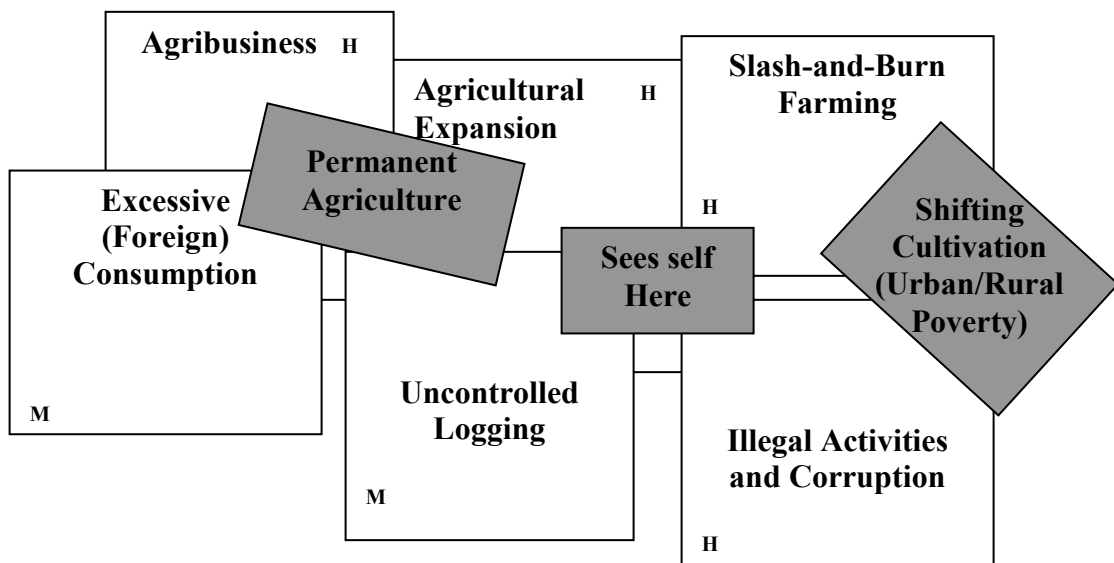 Agribusiness H
Agricultural H
Expansion
Slash-and-Burn
Farming
H
Permanent
Agriculture
Excessive
(Foreign)
Consumption
M
Sees self
Here
Shifting
Cultivation
(Urban/Rural
Poverty)
Uncontrolled
Logging
M
Illegal Activities
and Corruption
H